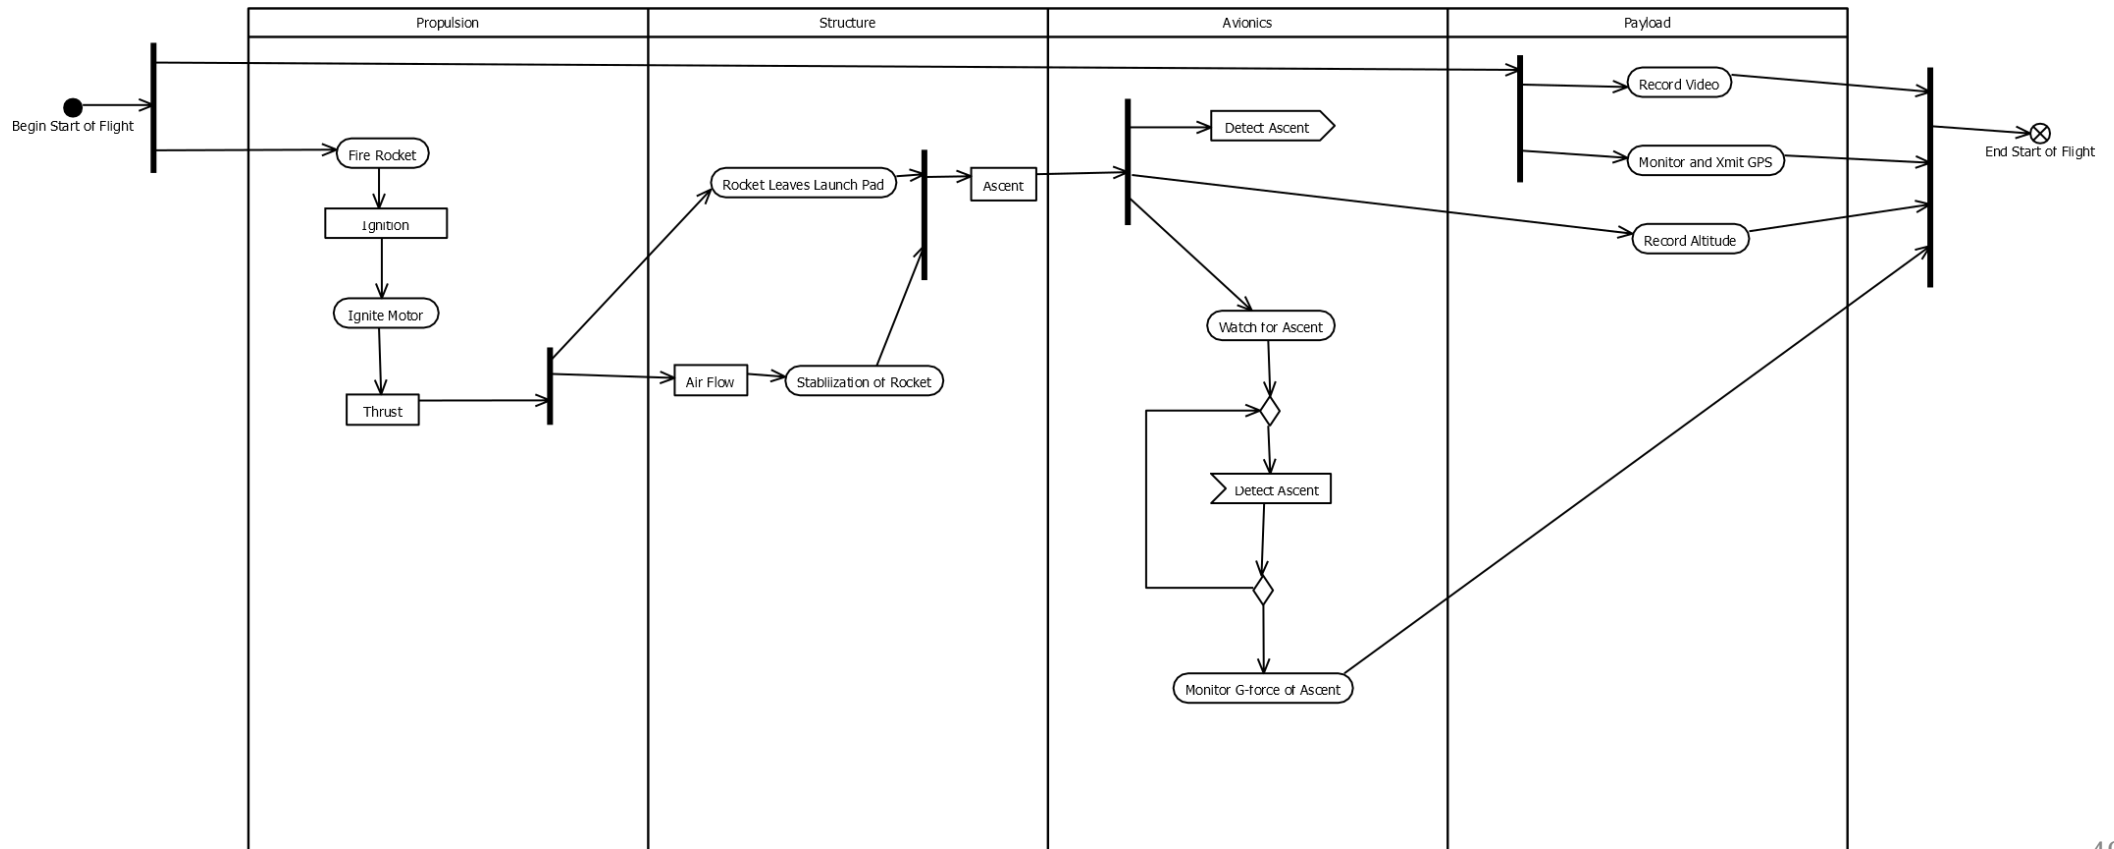 Propulsion
Structure
Avionics
Payload
Begin Start of Flight
Fire Rocket
Ignition
Ignite Motor
Thrust
Rocket Leaves Launch Pad
Ascent
Air Flow
Stabliization of Rocket
Detect Ascent
Watch for Ascent
Detect Ascent
Monitor G-force of Ascent
Record Video
Monitor and Xmit GPS
Record Altitude
End Start of Flight